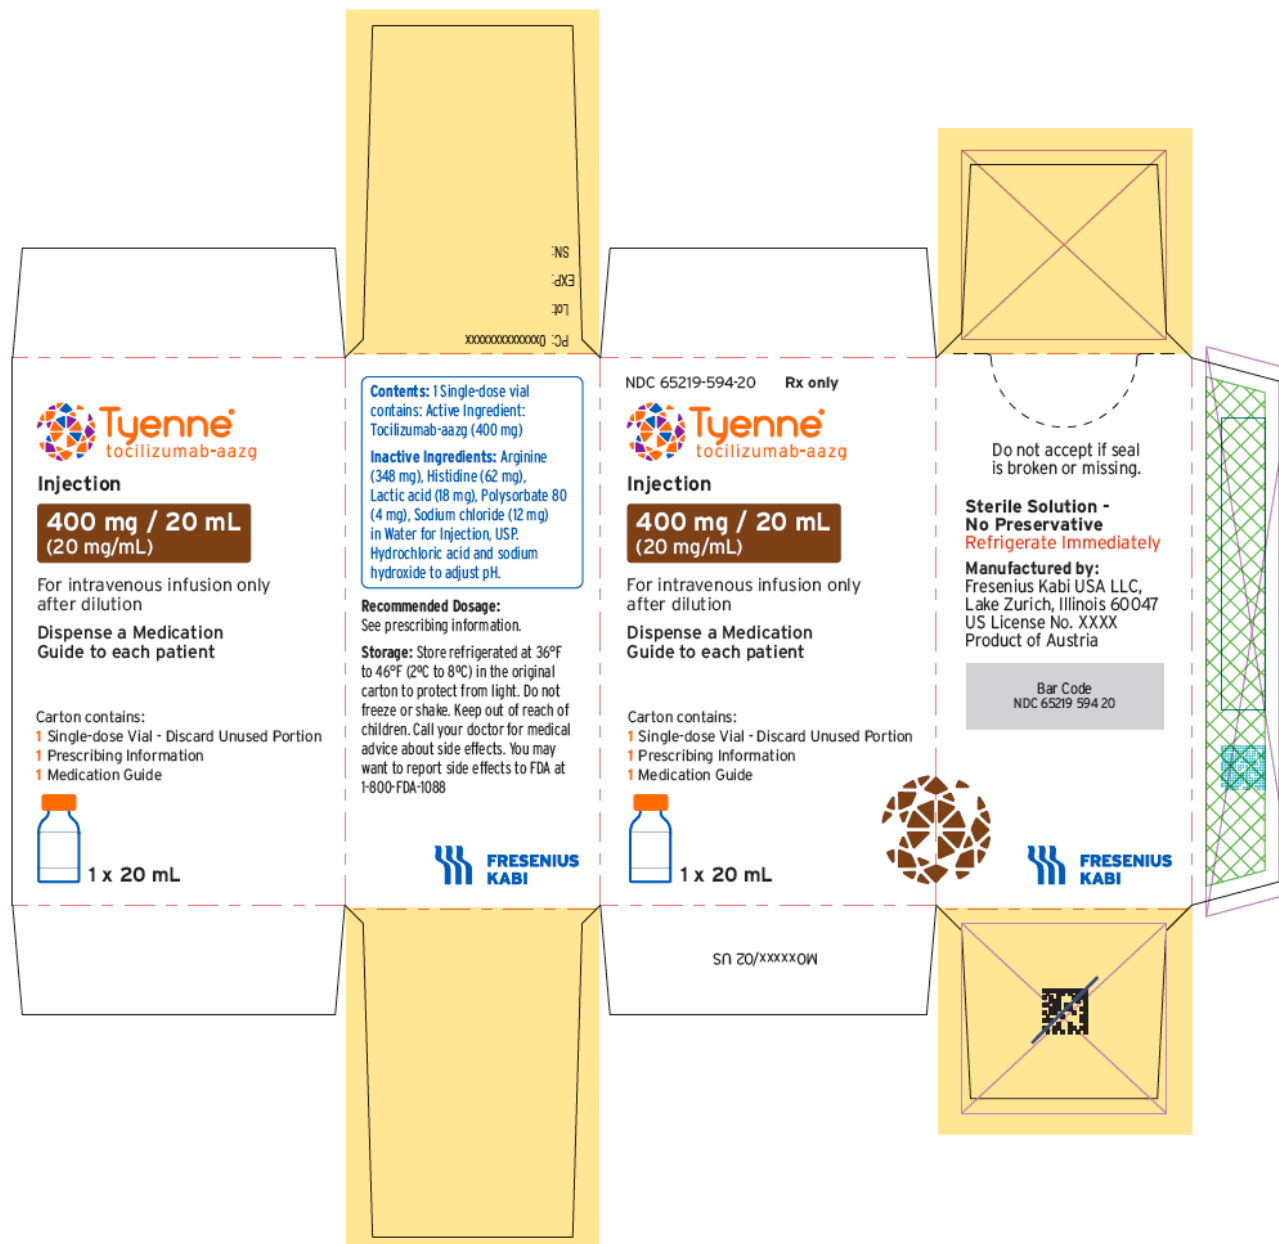 Tyenne®
tocilizumab-aazg
Injection
400 mg / 20 mL
(20 mg/mL)
For intravenous infusion only
after dilution
Dispense a Medication
Guide to each patient
Carton contains:
1 Single-dose Vial - Discard Unused Portion
1 Prescribing Information
1 Medication Guide
1 x 20 mL
SN:
EXP:
Lot:
PC: 0xxxxxxxxxxxxx
Contents: 1 Single-dose vial
contains: Active Ingredient:
Tocilizumab-aazg (400 mg)
Inactive Ingredients: Arginine
(348 mg), Histidine (62 mg),
Lactic acid (18 mg), Polysorbate 80
(4 mg), Sodium chloride (12 mg)
in Water for Injection, USP.
Hydrochloric acid and sodium
hydroxide to adjust pH.
Recommended Dosage:
See prescribing information.
Storage: Store refrigerated at 36°F
to 46°F (2ºC to 8ºC) in the original
carton to protect from light. Do not
freeze or shake. Keep out of reach of
children. Call your doctor for medical
advice about side effects. You may
want to report side effects to FDA at
1-800-FDA-1088
FRESENIUS
KABI
NDC 65219-594-20 Rx only
Tyenne®
tocilizumab-aazg
Injection
400 mg / 20 mL
(20 mg/mL)
For intravenous infusion only
after dilution
Dispense a Medication
Guide to each patient
Carton contains:
1 Single-dose Vial - Discard Unused Portion
1 Prescribing Information
1 Medication Guide
1 x 20 mL
MOxxxxx/02 US
Do not accept if seal
is broken or missing.
Sterile Solution -
No Preservative
Refrigerate Immediately
Manufactured by:
Fresenius Kabi USA LLC,
Lake Zurich, Illinois 60047
US License No. XXXX
Product of Austria
Bar Code
NDC 65219 594 20
FRESENIUS
KABI